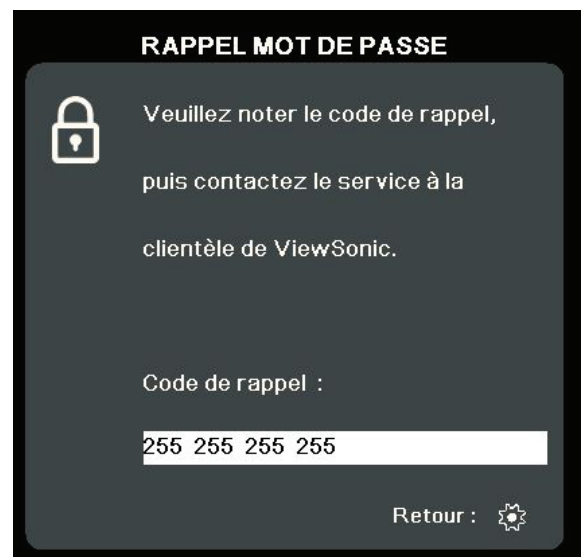 RAPPEL MOT DE PASSE
Veuillez noter le code de rappel,
puis contactez le service à la
clientèle de ViewSonic.
Code de rappel :
255 255 255 255
Retour :